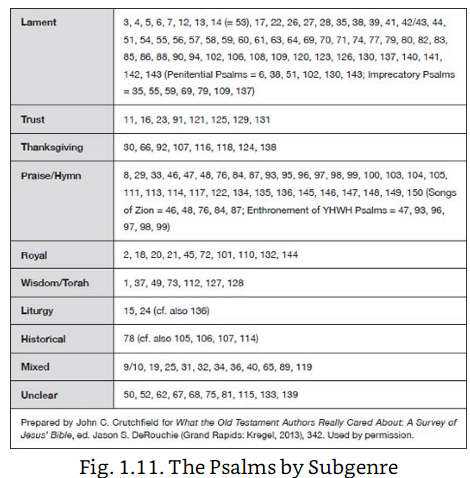 Lament
3, 4, 5, 6, 7, 12, 13, 14 (= 53), 17, 22, 26, 27, 28, 35, 38, 39, 41, 42/43, 44,
51, 54, 55, 56, 57, 58, 59, 60, 61, 63, 64, 69, 70, 71, 74, 77, 79, 80, 82, 83,
85, 86, 88, 90, 94, 102, 106, 108, 109, 120, 123, 126, 130, 137, 140, 141,
142, 143 (Penitential Psalms = 6, 38, 51, 102, 130, 143; Imprecatory Psalms
= 35, 55, 59, 69, 79, 109, 137)
Trust
11, 16, 23, 91, 121, 125, 129, 131
Thanksgiving
30, 66, 92, 107, 116, 118, 124, 138
Praise/Hymn
8, 29, 33, 46, 47, 48, 76, 84, 87, 93, 95, 96, 97, 98, 99, 100, 103, 104, 105,
111, 113, 114, 117, 122, 134, 135, 136, 145, 146, 147, 148, 149, 150 (Songs
of Zion = 46, 48, 76, 84, 87; Enthronement of YHWH Psalms = 47, 93, 96,
97, 98, 99)
Royal
2, 18, 20, 21, 45, 72, 101, 110, 132, 144
Wisdom/Torah
1, 37, 49, 73, 112, 127, 128
Liturgy
15, 24 (cf. also 136)
Historical
78 (cf. also 105, 106, 107, 114)
Mixed
9/10, 19, 25, 31, 32, 34, 36, 40, 65, 89, 119
Unclear
50, 52, 62, 67, 68, 75, 81, 115, 133, 139
Prepared by John C. Crutchfield for What the Old Testament Authors Really Cared About: A Survey of
Jesus' Bible, ed. Jason S. DeRouchie (Grand Rapids: Kregel, 2013), 342. Used by permission.
Fig. 1.11. The Psalms by Subgenre